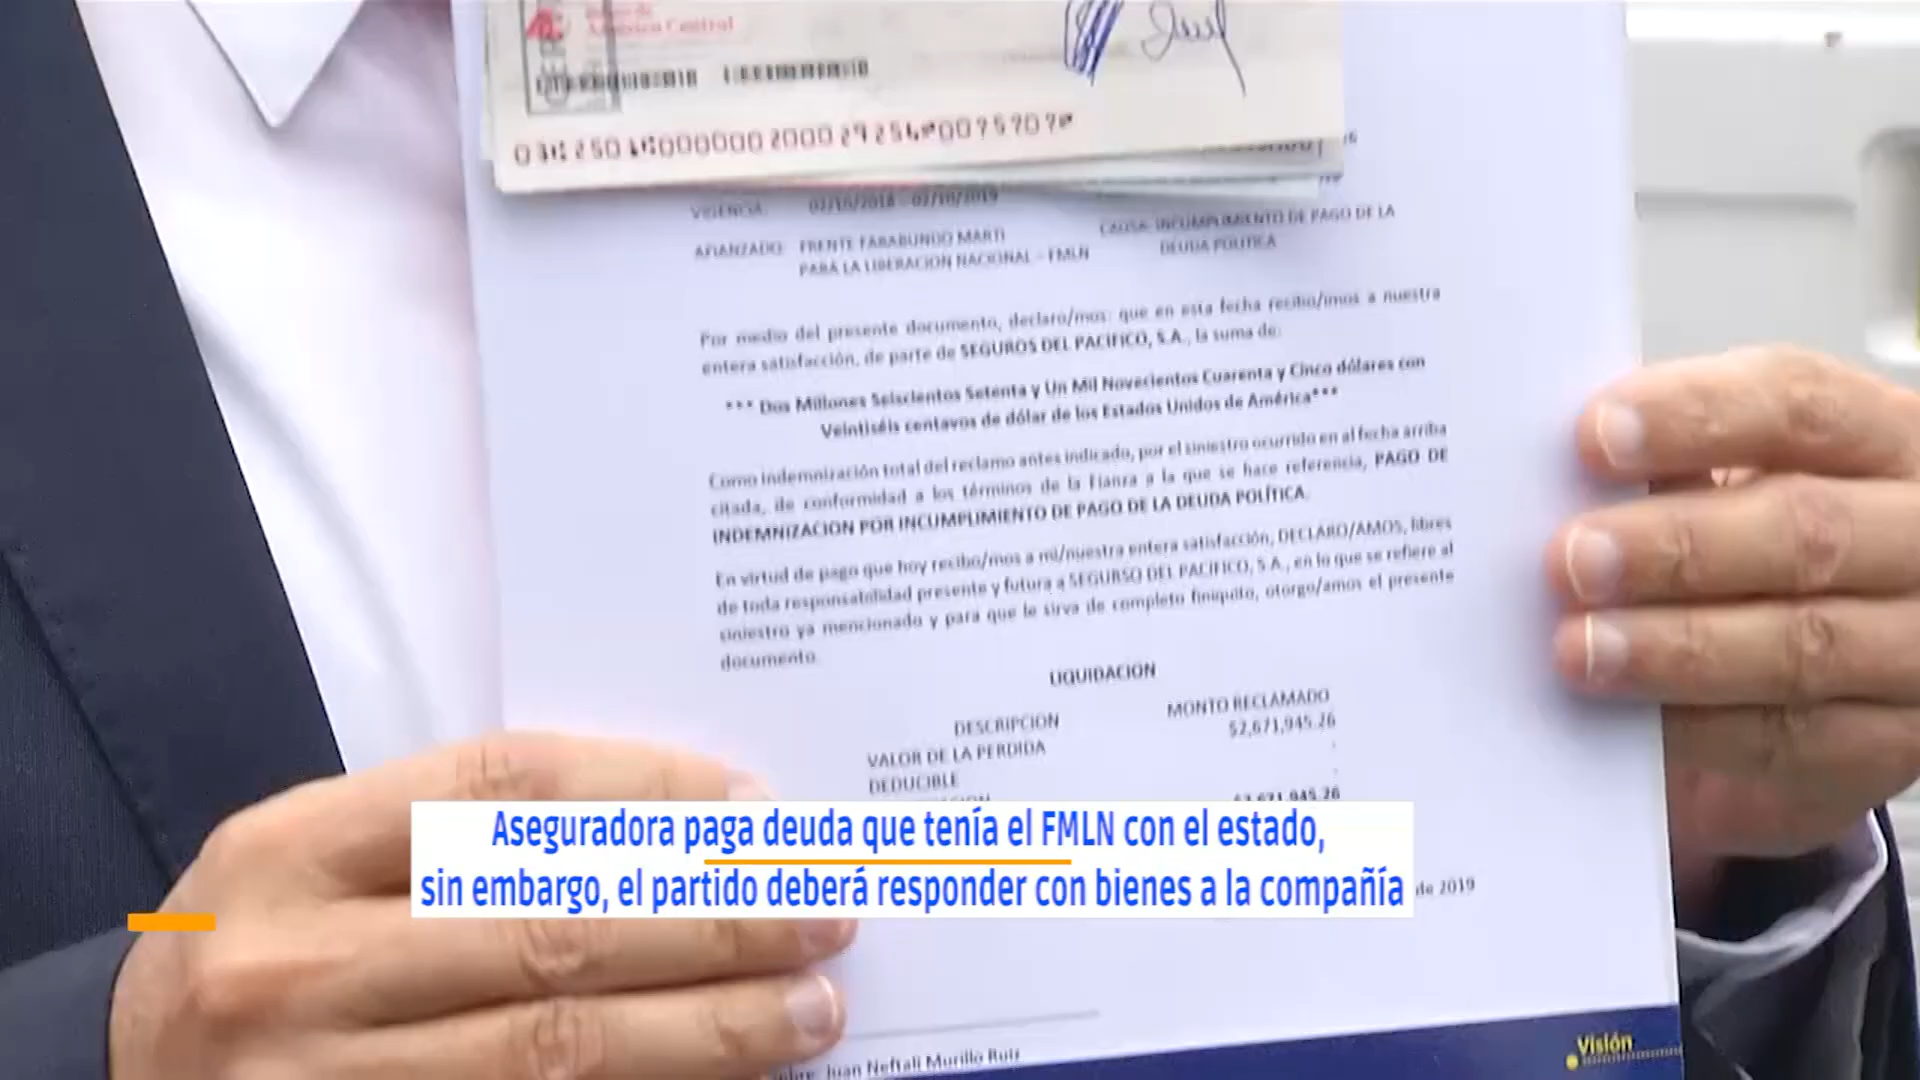 América Central
VIGENCIA: 02/10/2018 - 02/10/2019
AFIANZADO: FRENTE FARABUNDO MARTI
PARA LA LIBERACION NACIONAL - FMLN
CAUSA: INCUMPLIMIENTO DE PAGO DE LA
DEUDA POLITICA
Por medio del presente documento, declaro/mos: que en esta fecha recibo/imos a nuestra
entera satisfacción, de parte de SEGUROS DEL PACIFICO, S.A., la suma de:
*** Dos Millones Seiscientos Setenta y Un Mil Novecientos Cuarenta y Cinco dólares con
Veintiséis centavos de dólar de los Estados Unidos de América***
Como indemnización total del reclamo antes indicado, por el siniestro ocurrido en al fecha arriba
citada, de conformidad a los términos de la Fianza a la que se hace referencia, PAGO DE
INDEMNIZACION POR INCUMPLIMIENTO DE PAGO DE LA DEUDA POLÍTICA.
En virtud de pago que hoy recibo/mos a mi/nuestra entera satisfacción, DECLARO/AMOS, libres
de toda responsabilidad presente y futura a SEGURSO DEL PACIFICO, S.A., en lo que se refiere al
siniestro ya mencionado y para que le sirva de completo finiquito, otorgo/amos el presente
documento.
LIQUIDACION
DESCRIPCION MONTO RECLAMADO
VALOR DE LA PERDIDA $2,671,945.26
DEDUCIBLE
Aseguradora paga deuda que tenía el FMLN con el estado,
sin embargo, el partido deberá responder con bienes a la compañía
de 2019
Juan Neftali Murillo Ruiz
Visión